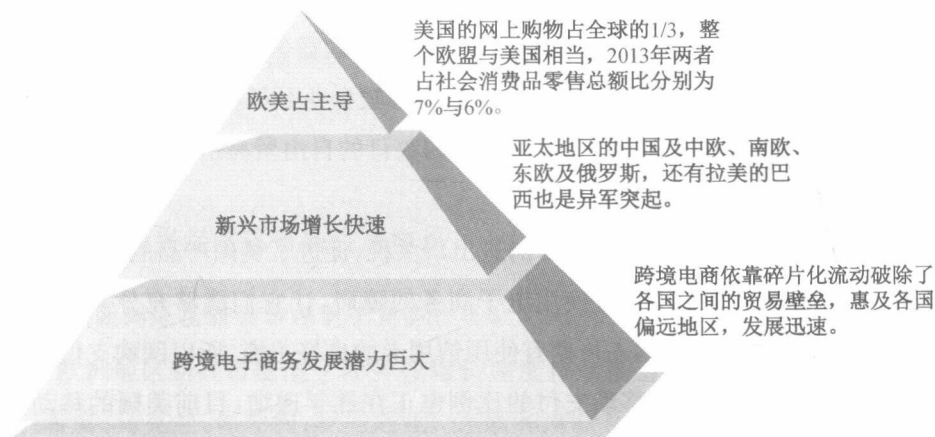 美国的网上购物占全球的1/3，整
个欧盟与美国相当，2013年两者
占社会消费品零售总额比分别为
7%与6%。
欧美占主导
亚太地区的中国及中欧、南欧、
东欧及俄罗斯，还有拉美的巴
西也是异军突起。
新兴市场增长快速
跨境电商依靠碎片化流动破除了
各国之间的贸易壁垒，惠及各国
偏远地区，发展迅速。
跨境电子商务发展潜力巨大